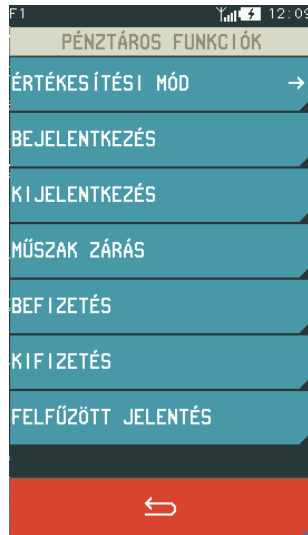 F1 12:09
PÉNZTÁROS FUNKCIÓK
ÉRTÉKESÍTÉSI MÓD
BEJELENTKEZÉS
KIJELENTKEZÉS
MŰSZAK ZÁRÁS
BEFIZETÉS
KIFIZETÉS
FELFŰZÖTT JELENTÉS